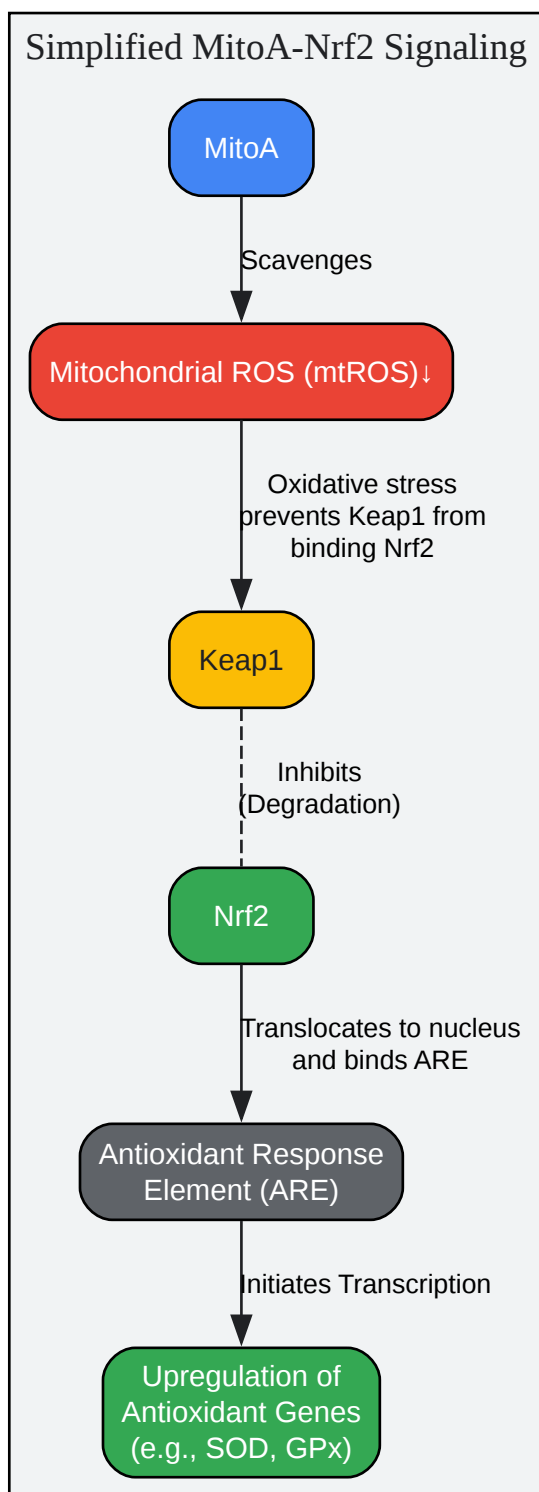 Simplified MitoA-Nrf2 Signaling
MitoA
Scavenges
Mitochondrial ROS (mtROS)↓
Oxidative stress
prevents Keap1 from
binding Nrf2
Keap1
Inhibits
(Degradation)
Nrf2
Translocates to nucleus
and binds ARE
Antioxidant Response
Element (ARE)
Initiates Transcription
Upregulation of
Antioxidant Genes
(e.g., SOD, GPx)